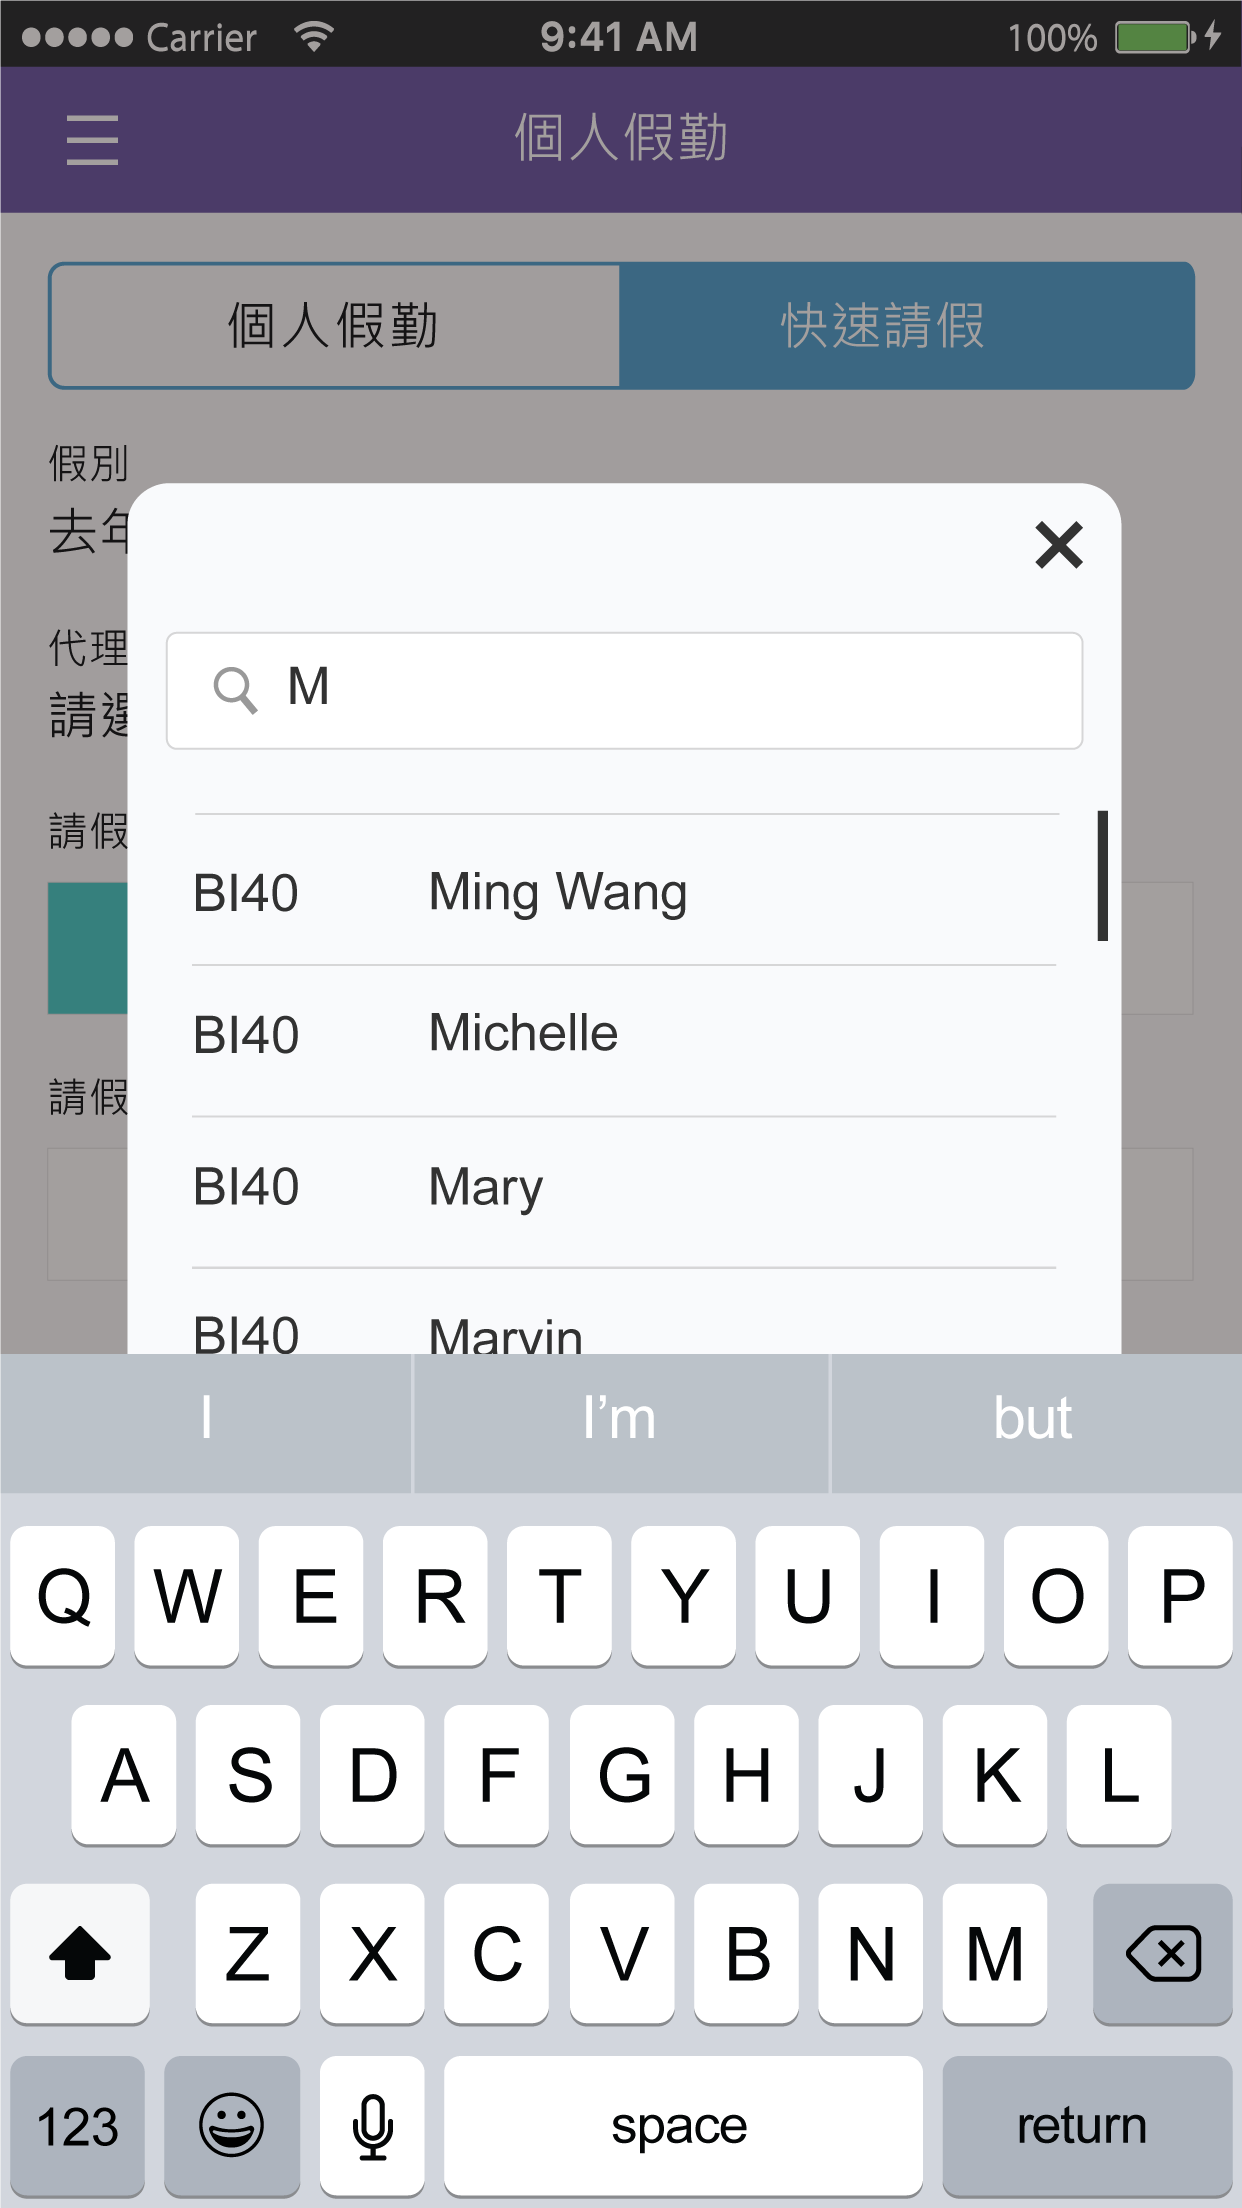 Carrier 9:41 AM 100%
個人假勤
個人假勤 快速請假
假別
去年
代理
請選
請假
請假
M
BI40 Ming Wang
BI40 Michelle
BI40 Mary
BI40 Marvin
I I’m but
Q W E R T Y U I O P
A S D F G H J K L
Z X C V B N M
123 space return